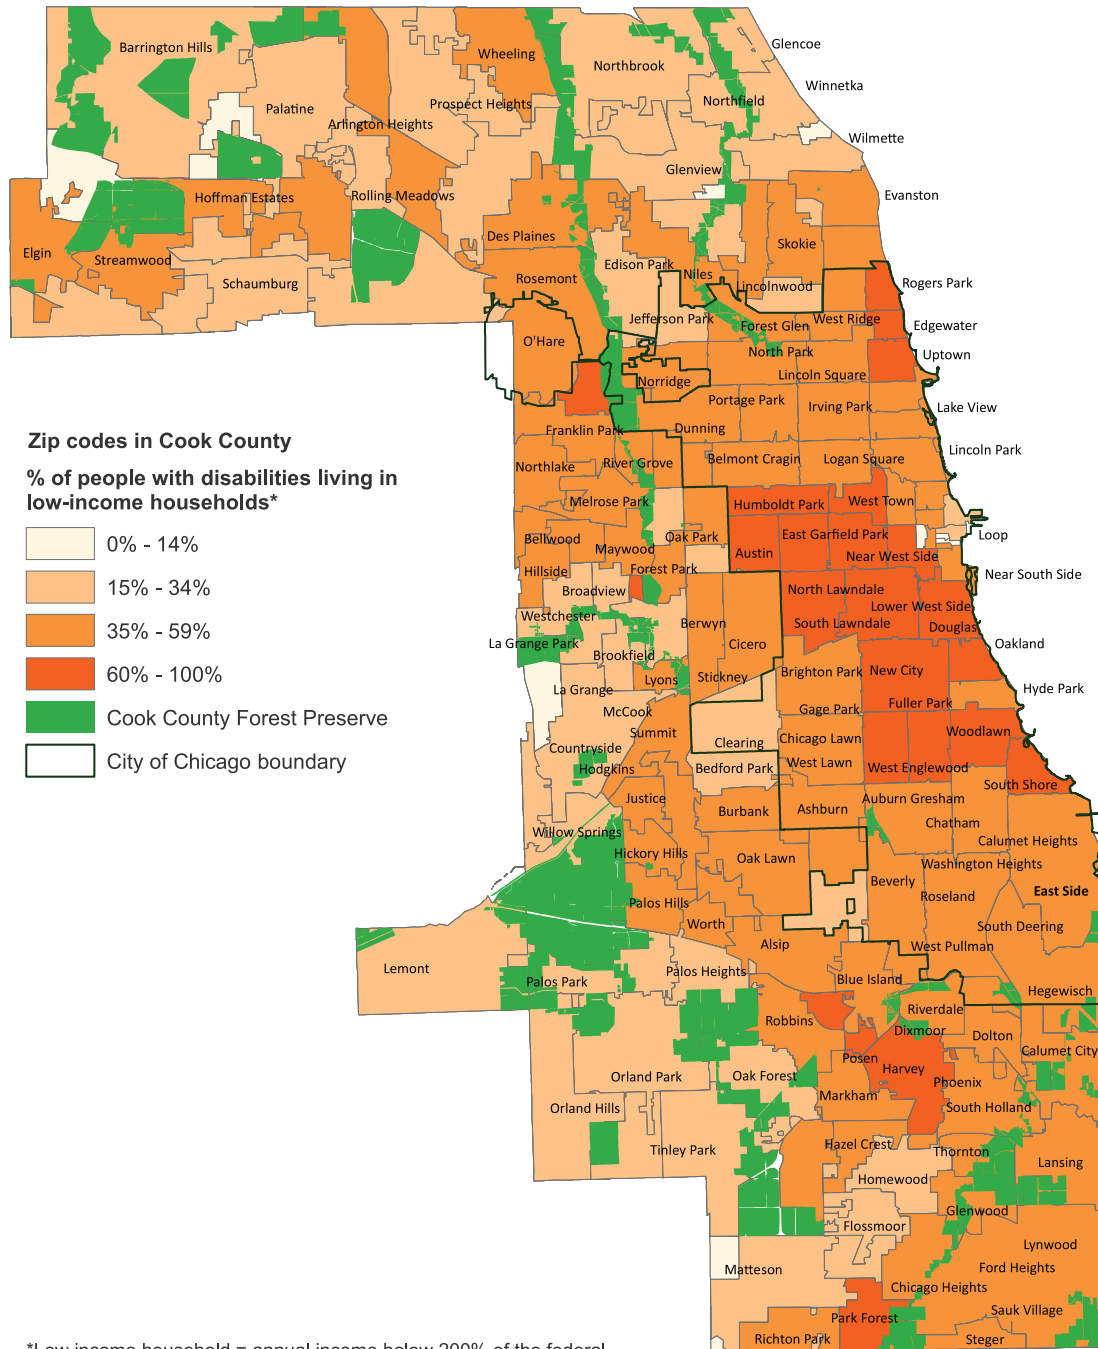 Glencoe
Barrington Hills
Wheeling
Northbrook
Winnetka
Palatine
Prospect Heights
Northfield
Arlington Heights
Wilmette
Glenview
Hoffman Estates
Rolling Meadows
Evanston
Des Plaines
Skokie
Elgin
Streamwood
Edison Park
Niles
Rosemont
Schaumburg
Lincolnwood
Rogers Park
Jefferson Park
Forest Glen
West Ridge
Edgewater
O'Hare
North Park
Uptown
Norridge
Lincoln Square
Portage Park
Irving Park
Lake View
Franklin Park
Dunning
Zip codes in Cook County
Lincoln Park
% of people with disabilities living in
low-income households*
Northlake
River Grove
Belmont Cragin
Logan Square
Melrose Park
Humboldt Park
West Town
0% - 14%
Bellwood
Maywood
Oak Park
East Garfield Park
Loop
Austin
Near West Side
Hillside
Forest Park
Near South Side
15% - 34%
Broadview
North Lawndale
Lower West Side
Westchester
South Lawndale
Douglas
Berwyn
35% - 59%
La Grange Park
Brookfield
Cicero
Oakland
Lyons
Stickney
Brighton Park
New City
60% - 100%
La Grange
Hyde Park
McCook
Gage Park
Fuller Park
Cook County Forest Preserve
Summit
Woodlawn
Countryside
Clearing
Chicago Lawn
City of Chicago boundary
Hodgkins
Bedford Park
West Lawn
West Englewood
South Shore
Justice
Burbank
Ashburn
Auburn Gresham
Chatham
Willow Springs
Calumet Heights
Hickory Hills
Oak Lawn
Washington Heights
Beverly
East Side
Roseland
Palos Hills
Worth
South Deering
Alsip
West Pullman
Lemont
Palos Park
Palos Heights
Blue Island
Hegewisch
Riverdale
Robbins
Dixmoor
Dolton
Calumet City
Posen
Harvey
Orland Park
Oak Forest
Phoenix
Markham
Orland Hills
South Holland
Tinley Park
Hazel Crest
Thornton
Lansing
Homewood
Glenwood
Flossmoor
Lynwood
Matteson
Ford Heights
Chicago Heights
Park Forest
Sauk Village
Richton Park
Steger
*Low income household = annual income below 200% of the federal